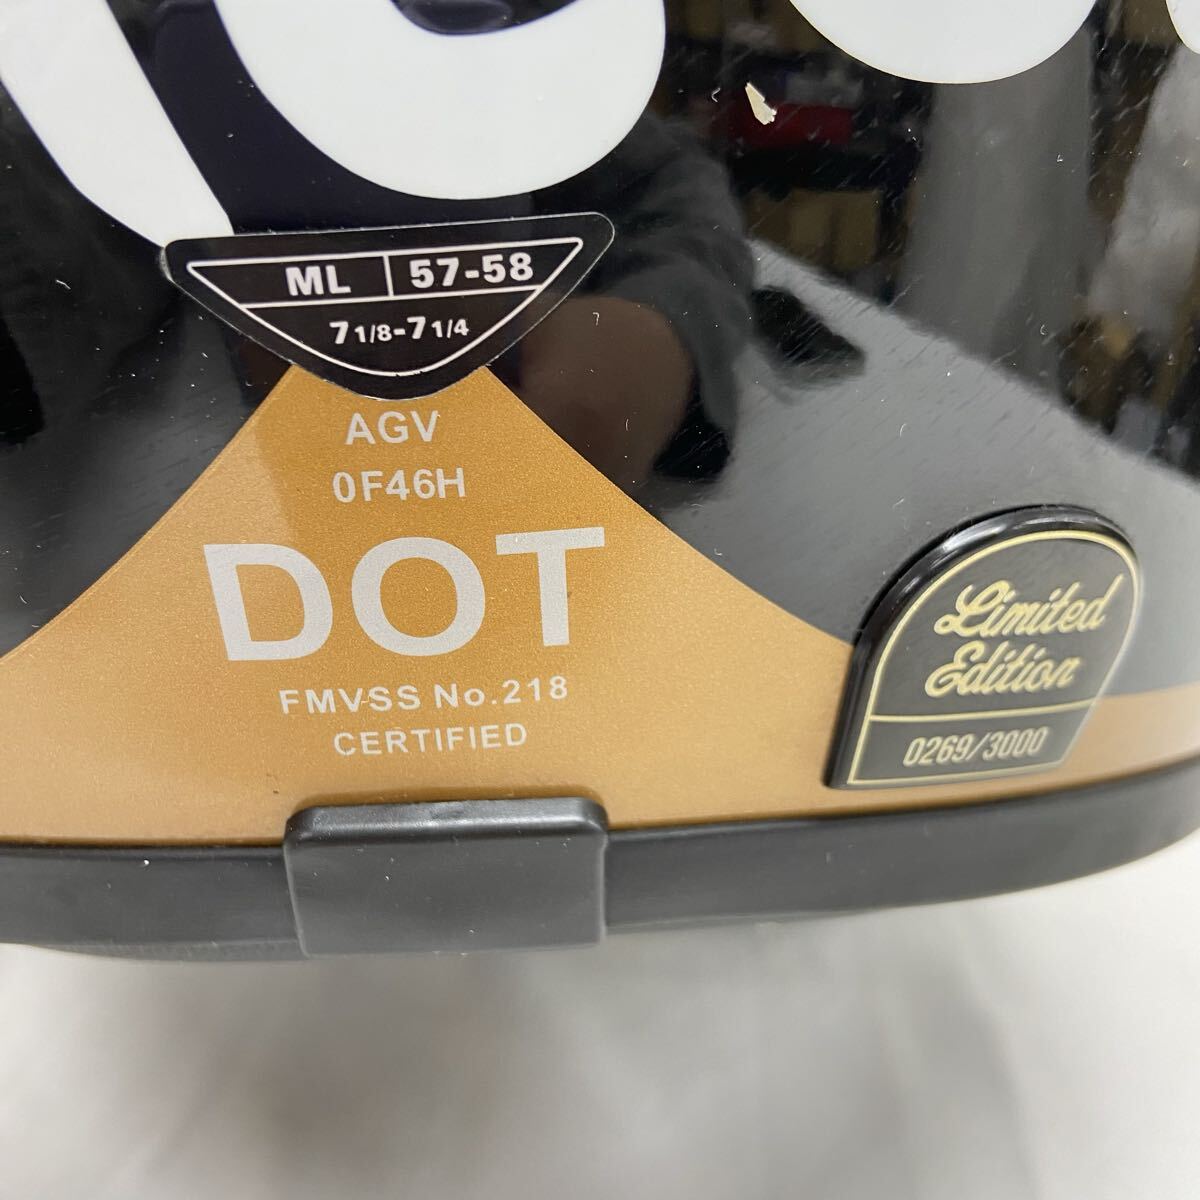 ML 57-58
7 1/8-7 1/4
AGV
0F46H
DOT
FMVSS No.218
CERTIFIED
Limited
Edition
0269/3000